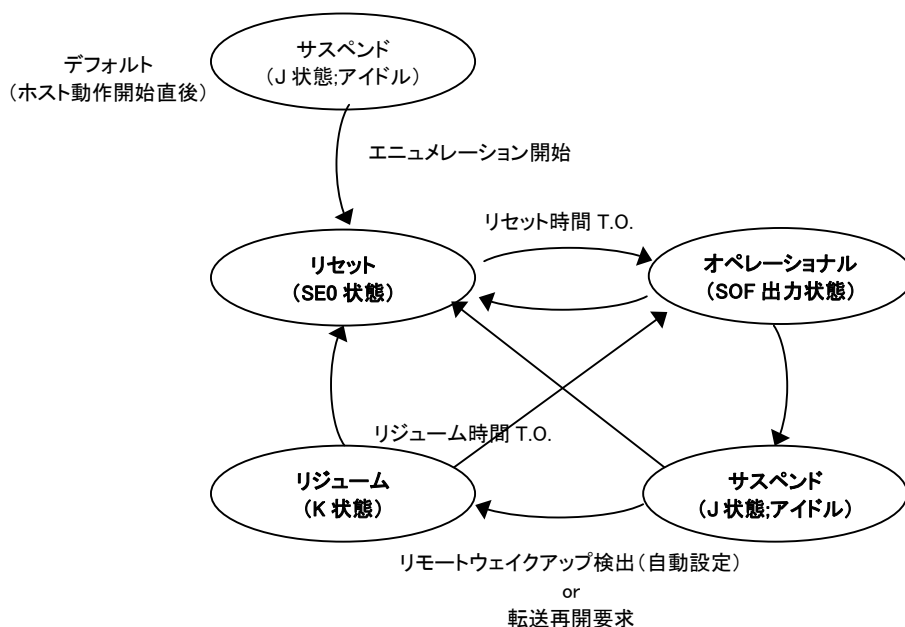 サスペンド
(J 状態;アイドル)
デフォルト
(ホスト動作開始直後)
エニュメレーション開始
リセット時間 T.O.
リセット
(SE0 状態)
オペレーショナル
(SOF 出力状態)
リジューム時間 T.O.
リジューム
(K 状態)
サスペンド
(J 状態;アイドル)
リモートウェイクアップ検出(自動設定)
or
転送再開要求